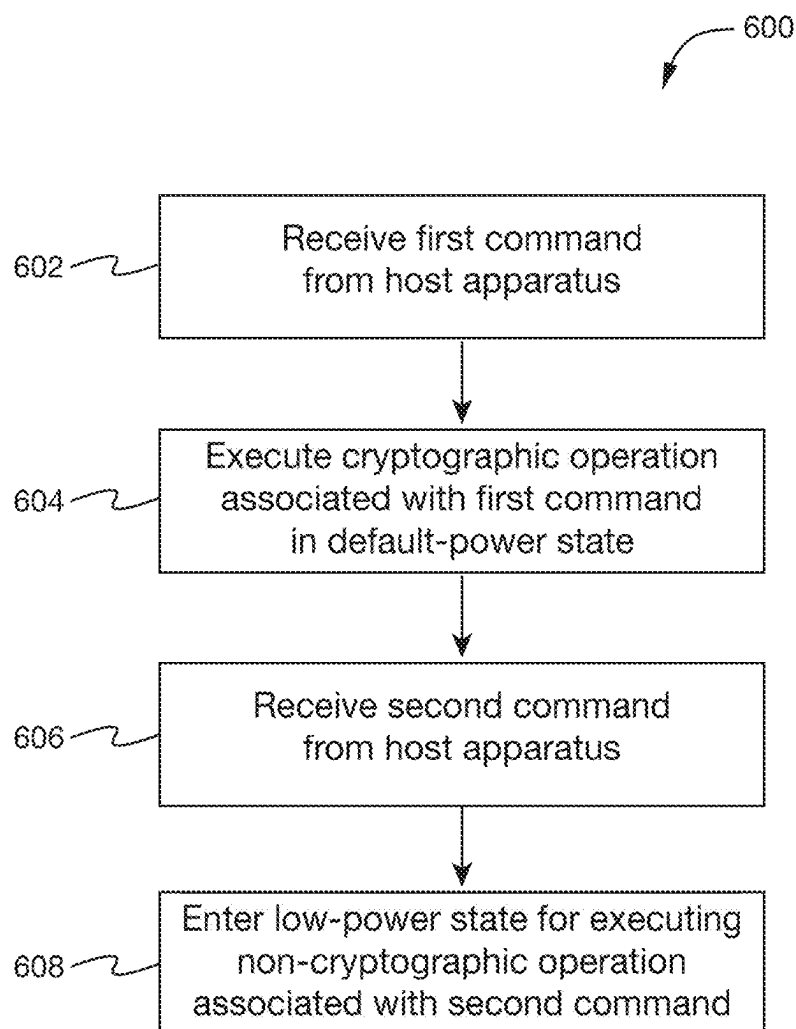 600
602
Receive first command
from host apparatus
604
Execute cryptographic operation
associated with first command
in default-power state
606
Receive second command
from host apparatus
608
Enter low-power state for executing
non-cryptographic operation
associated with second command